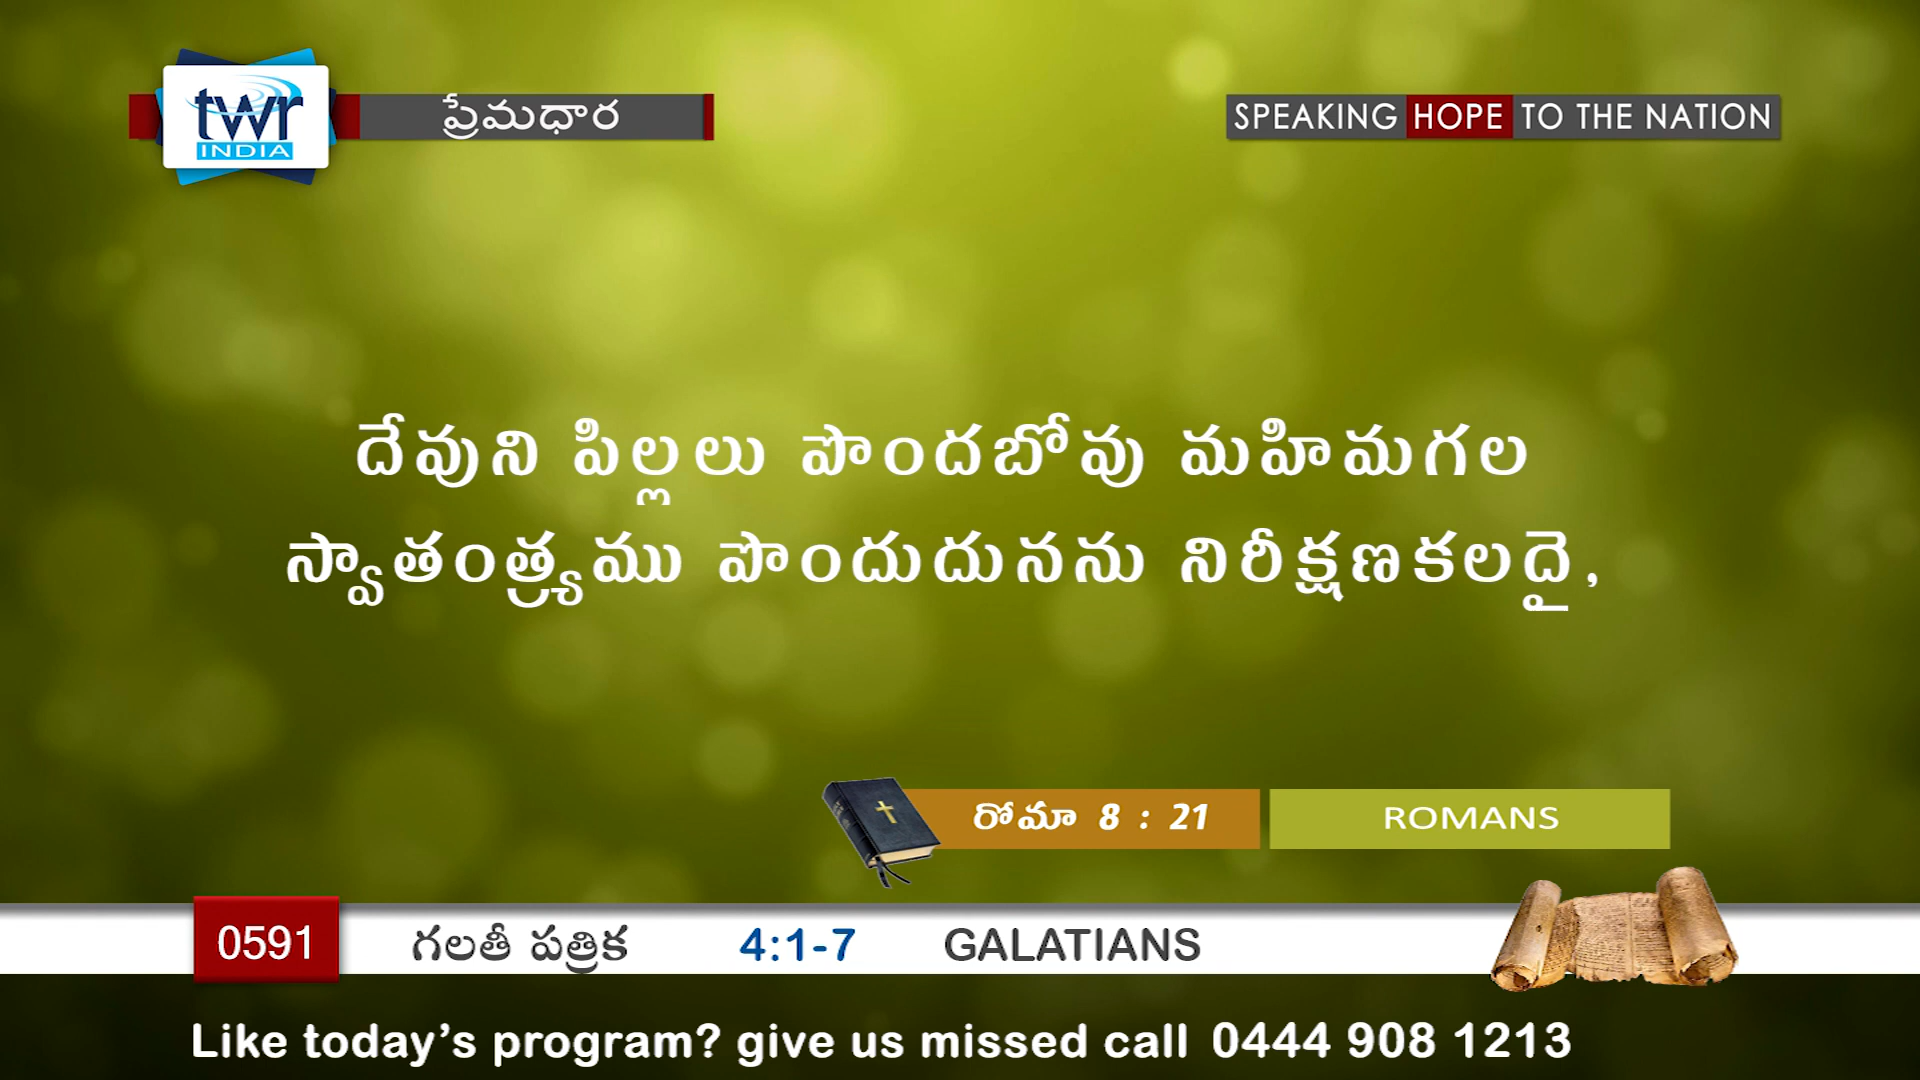 twr
INDIA
ప్రేమధార
SPEAKING HOPE TO THE NATION
దేవుని పిల్లలు పొందబోవు మహిమగల
స్వాతంత్ర్యము పొందుదునను నిరీక్షణకలదై,
రోమా 8 : 21
ROMANS
0591 గలతీ పత్రిక 4:1-7 GALATIANS
Like today's program? give us missed call 0444 908 1213